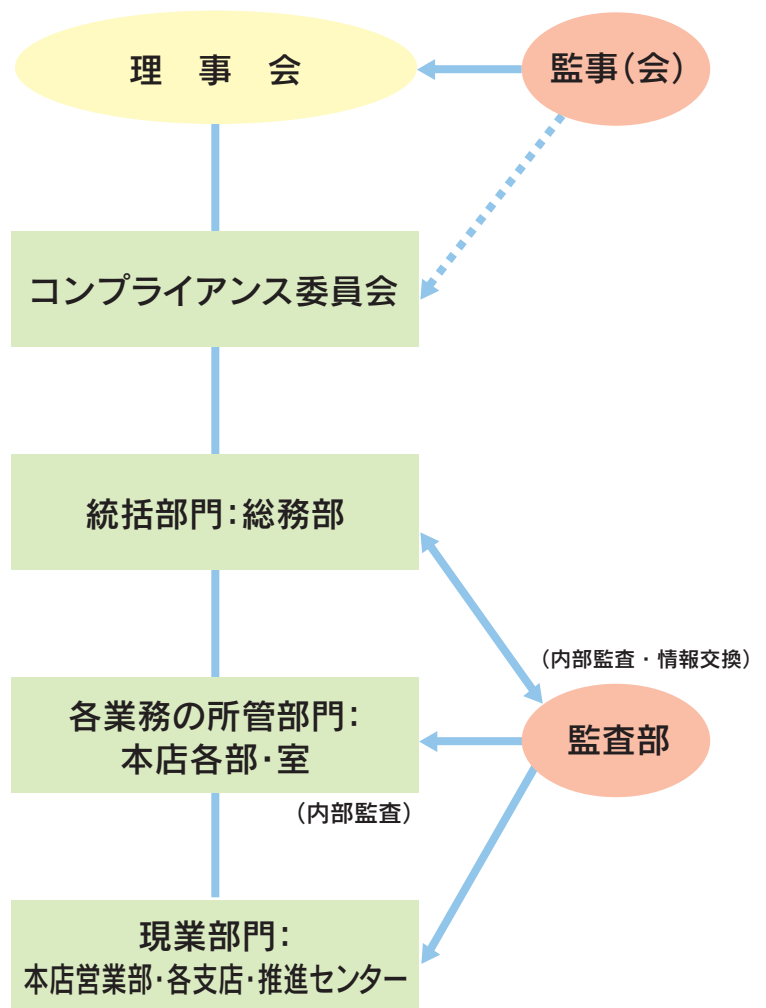 理 事 会
監事(会)
コンプライアンス委員会
統括部門:総務部
(内部監査・情報交換)
各業務の所管部門:
本店各部・室
監査部
(内部監査)
現業部門:
本店営業部・各支店・推進センター